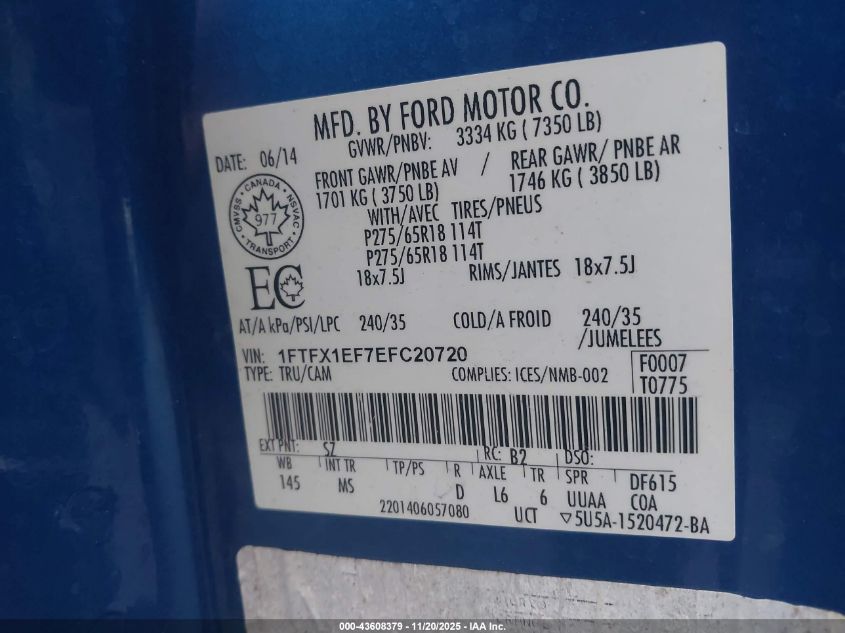 MFD. BY FORD MOTOR CO.
DATE: 06/14
GVWR/PNBV: 3334 KG ( 7350 LB)
FRONT GAWR/PNBE AV / REAR GAWR/ PNBE AR
1701 KG ( 3750 LB) 1746 KG ( 3850 LB)
WITH/AVEC TIRES/PNEUS
P275/65R18 114T
P275/65R18 114T
18x7.5J RIMS/JANTES 18x7.5J
CANADA
CMVSS NSVAC
977
TRANSPORT
EC
AT/A kPa/PSI/LPC 240/35 COLD/A FROID 240/35
/JUMELEES
VIN: 1FTFX1EF7EFC20720
TYPE: TRU/CAM COMPLIES: ICES/NMB-002
F0007
T0775
EXT PNT: SZ RC: B2 DSO:
WB INT TR TP/PS R AXLE TR SPR DF615
145 MS D L6 6 UUAA COA
2201406057080 UCT ▽5U5A-1520472-BA
000-43608379 - 11/20/2025 - IAA Inc.